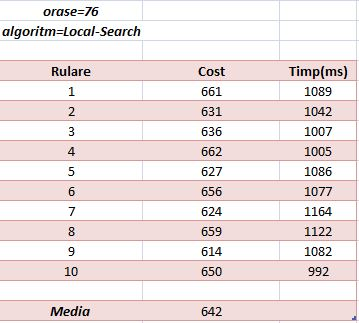 orase=76
algoritm=Local-Search
Rulare Cost Timp(ms)
1 661 1089
2 631 1042
3 636 1007
4 662 1005
5 627 1086
6 656 1077
7 624 1164
8 659 1122
9 614 1082
10 650 992
Media 642